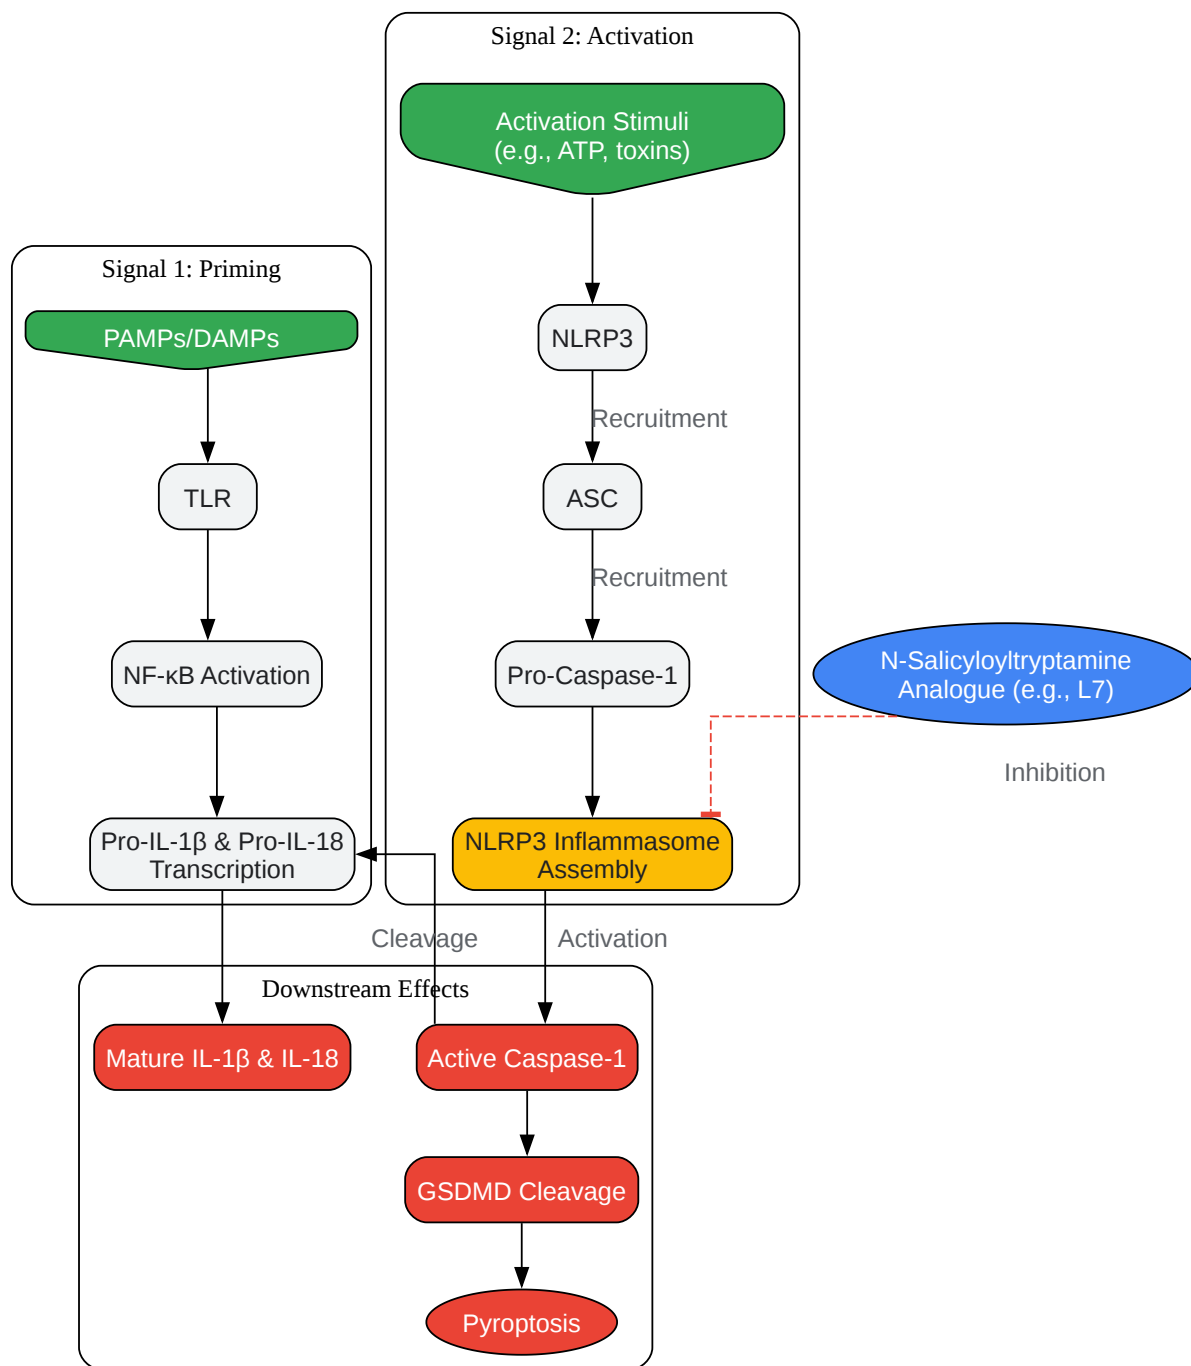 Signal 2: Activation
Activation Stimuli
(e.g., ATP, toxins)
Signal 1: Priming
PAMPs/DAMPs
NLRP3
Recruitment
TLR
ASC
Recruitment
NF-κB Activation
Pro-Caspase-1
N-Salicyloyltryptamine
Analogue (e.g., L7)
Inhibition
Pro-IL-1β & Pro-IL-18
Transcription
NLRP3 Inflammasome
Assembly
Cleavage
Activation
Downstream Effects
Mature IL-1β & IL-18
Active Caspase-1
GSDMD Cleavage
Pyroptosis